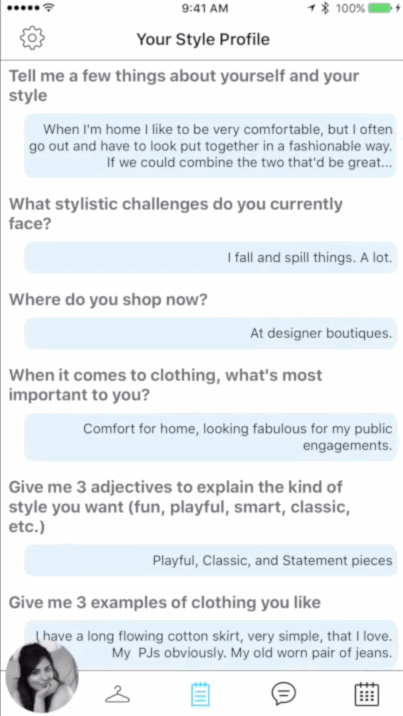 9:41 AM
100%
Your Style Profile
Tell me a few things about yourself and your
style
When I'm home I like to be very comfortable, but I often
go out and have to look put together in a fashionable way.
If we could combine the two that'd be great...
What stylistic challenges do you currently
face?
I fall and spill things. A lot.
Where do you shop now?
At designer boutiques.
When it comes to clothing, what's most
important to you?
Comfort for home, looking fabulous for my public
engagements.
Give me 3 adjectives to explain the kind of
style you want (fun, playful, smart, classic,
etc.)
Playful, Classic, and Statement pieces
Give me 3 examples of clothing you like
I have a long flowing cotton skirt, very simple, that I love.
My PJs obviously. My old worn pair of jeans.